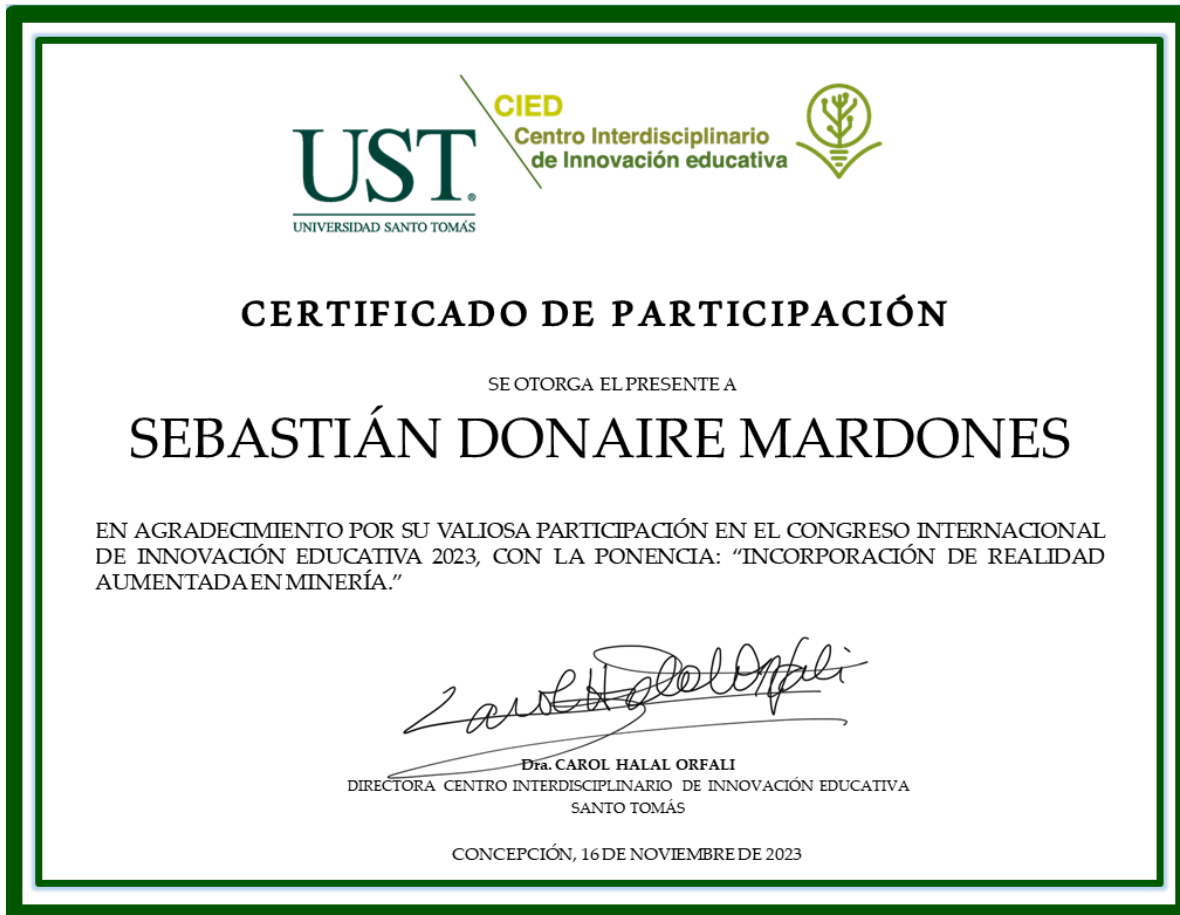 CIED
Centro Interdisciplinario
de Innovación educativa
UST®
UNIVERSIDAD SANTO TOMÁS
CERTIFICADO DE PARTICIPACIÓN
SE OTORGA EL PRESENTE A
SEBASTIÁN DONAIRE MARDONES
EN AGRADECIMIENTO POR SU VALIOSA PARTICIPACIÓN EN EL CONGRESO INTERNACIONAL
DE INNOVACIÓN EDUCATIVA 2023, CON LA PONENCIA: “INCORPORACIÓN DE REALIDAD
AUMENTADA EN MINERÍA.”
Carol Halal Orfali
Dra. CAROL HALAL ORFALI
DIRECTORA CENTRO INTERDISCIPLINARIO DE INNOVACIÓN EDUCATIVA
SANTO TOMÁS
CONCEPCIÓN, 16 DE NOVIEMBRE DE 2023